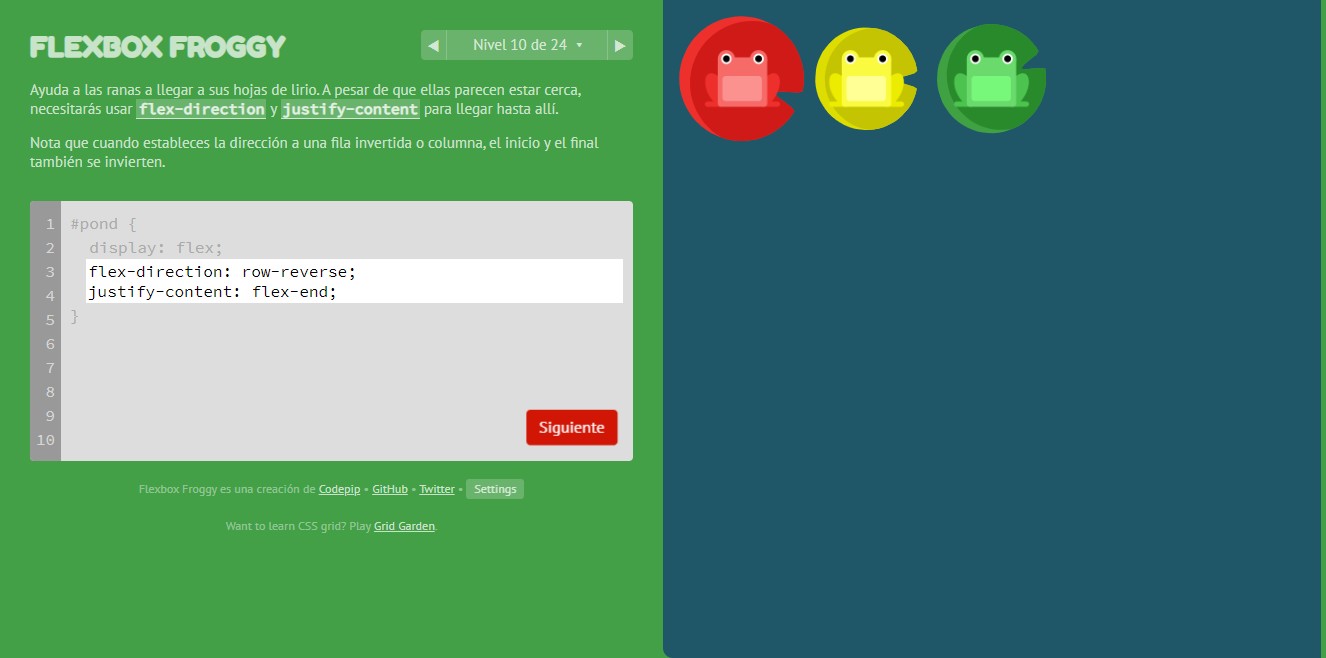 FLEXBOX FROGGY
◀ Nivel 10 de 24 ▾ ▶
Ayuda a las ranas a llegar a sus hojas de lirio. A pesar de que ellas parecen estar cerca,
necesitarás usar flex-direction y justify-content para llegar hasta allí.
Nota que cuando estableces la dirección a una fila invertida o columna, el inicio y el final
también se invierten.
1 #pond {
2 display: flex;
3 flex-direction: row-reverse;
4 justify-content: flex-end;
5 }
6
7
8
9
10
Siguiente
Flexbox Froggy es una creación de Codepip • GitHub • Twitter • Settings
Want to learn CSS grid? Play Grid Garden.